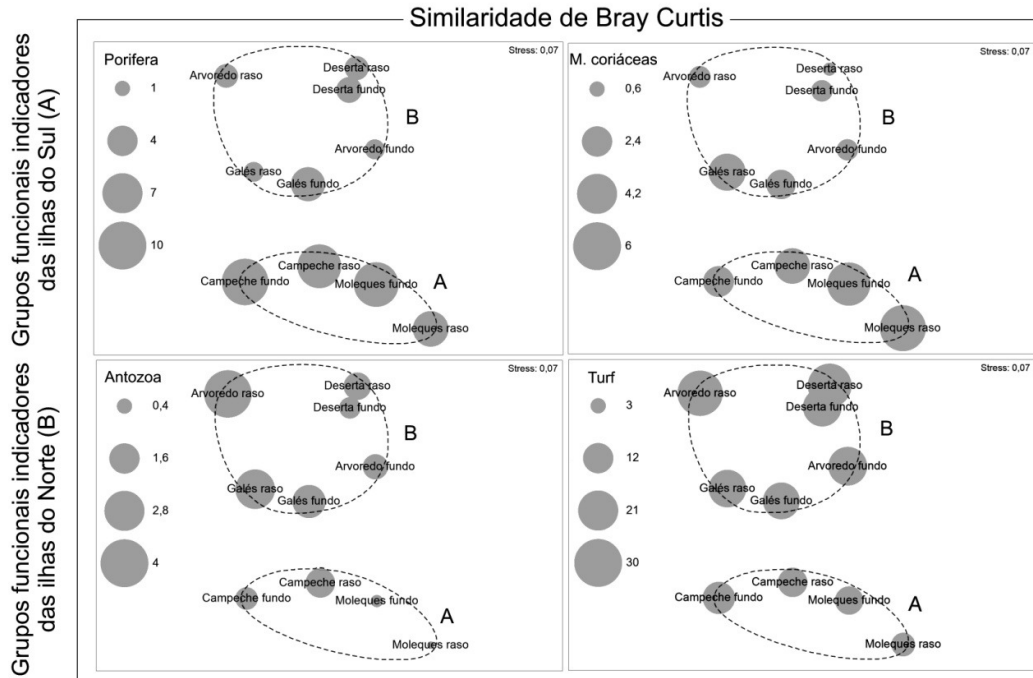 Similaridade de Bray Curtis
Grupos funcionais indicadores
das ilhas do Sul (A)
Porifera
Stress: 0,07
1
4
7
10
Arvoredo raso
Deserta raso
Deserta fundo
B
Arvoredo fundo
Galés raso
Galés fundo
Campeche raso
Campeche fundo
Moleques fundo
A
Moleques raso
M. coriáceas
Stress: 0,07
0,6
2,4
4,2
6
Arvoredo raso
Deserta raso
Deserta fundo
B
Arvoredo fundo
Galés raso
Galés fundo
Campeche raso
Campeche fundo
Moleques fundo
A
Moleques raso
Grupos funcionais indicadores
das ilhas do Norte (B)
Antozoa
Stress: 0,07
0,4
1,6
2,8
4
Arvoredo raso
Deserta raso
Deserta fundo
B
Arvoredo fundo
Galés raso
Galés fundo
Campeche raso
Campeche fundo
Moleques fundo
A
Moleques raso
Turf
Stress: 0,07
3
12
21
30
Arvoredo raso
Deserta raso
Deserta fundo
B
Arvoredo fundo
Galés raso
Galés fundo
Campeche raso
Campeche fundo
Moleques fundo
A
Moleques raso